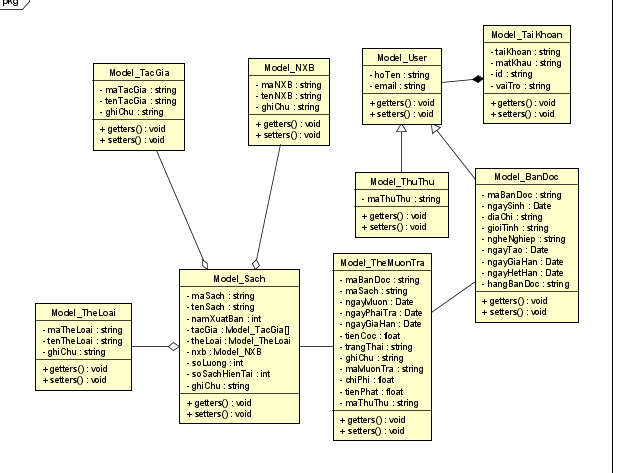 pkg
Model_TacGia
- maTacGia : string
- tenTacGia : string
- ghiChu : string
+ getters() : void
+ setters() : void
Model_NXB
- maNXB : string
- tenNXB : string
- ghiChu : string
+ getters() : void
+ setters() : void
Model_User
- hoTen : string
- email : string
+ getters() : void
+ setters() : void
Model_TaiKhoan
- taiKhoan : string
- matKhau : string
- id : string
- vaiTro : string
+ getters() : void
+ setters() : void
Model_ThuThu
- maThuThu : string
+ getters() : void
+ setters() : void
Model_BanDoc
- maBanDoc : string
- ngaySinh : Date
- diaChi : string
- gioiTinh : string
- ngheNghiep : string
- ngayTao : Date
- ngayGiaHan : Date
- ngayHetHan : Date
- hangBanDoc : string
+ getters() : void
+ setters() : void
Model_TheLoai
- maTheLoai : string
- tenTheLoai : string
- ghiChu : string
+ getters() : void
+ setters() : void
Model_Sach
- maSach : string
- tenSach : string
- namXuatBan : int
- tacGia : Model_TacGia[]
- theLoai : Model_TheLoai
- nxb : Model_NXB
- soLuong : int
- soSachHienTai : int
- ghiChu : string
+ getters() : void
+ setters() : void
Model_TheMuonTra
- maBanDoc : string
- maSach : string
- ngayMuon : Date
- ngayPhaiTra : Date
- ngayGiaHan : Date
- tienCoc : float
- trangThai : string
- ghiChu : string
- maMuonTra : string
- chiPhi : float
- tienPhat : float
- maThuThu : string
+ getters() : void
+ setters() : void